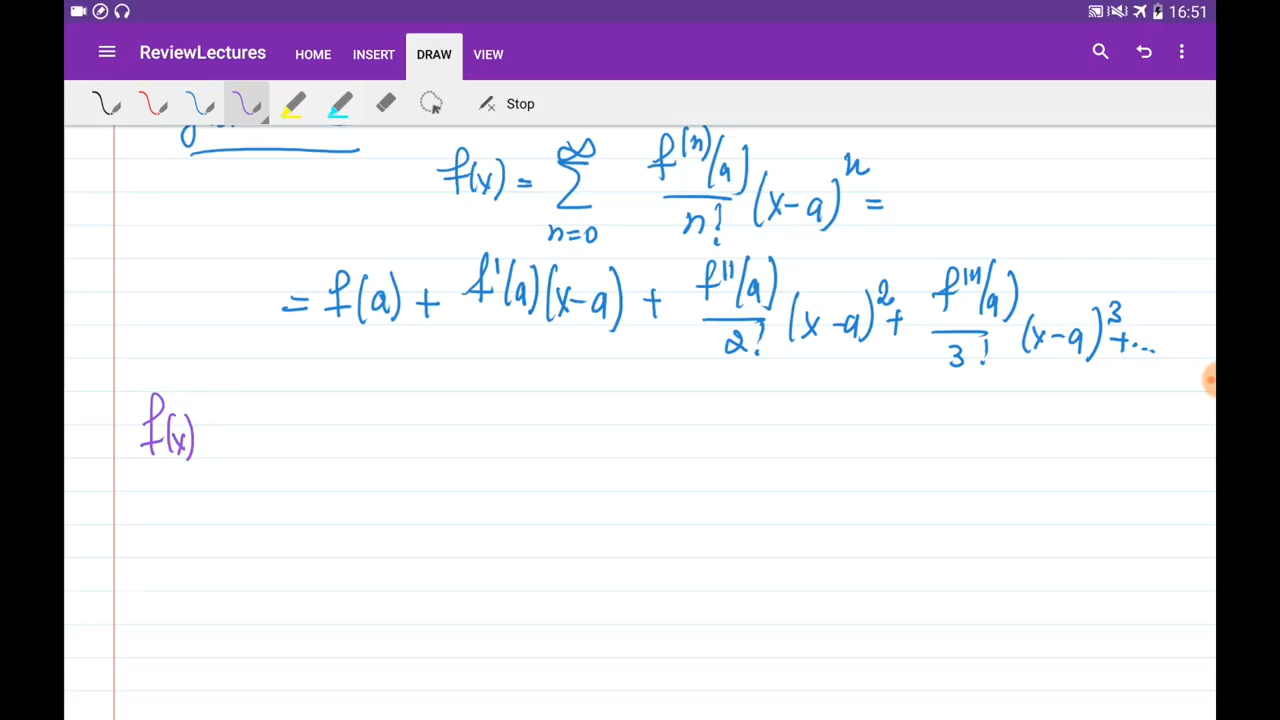 16:51
ReviewLectures HOME INSERT DRAW VIEW
Stop
f(x) = ∑_{n=0}^{∞} f^{(n)}(a)/n! (x-a)^n =
= f(a) + f'(a)(x-a) + f''(a)/2! (x-a)^2 + f'''(a)/3! (x-a)^3 + ...
f(x)